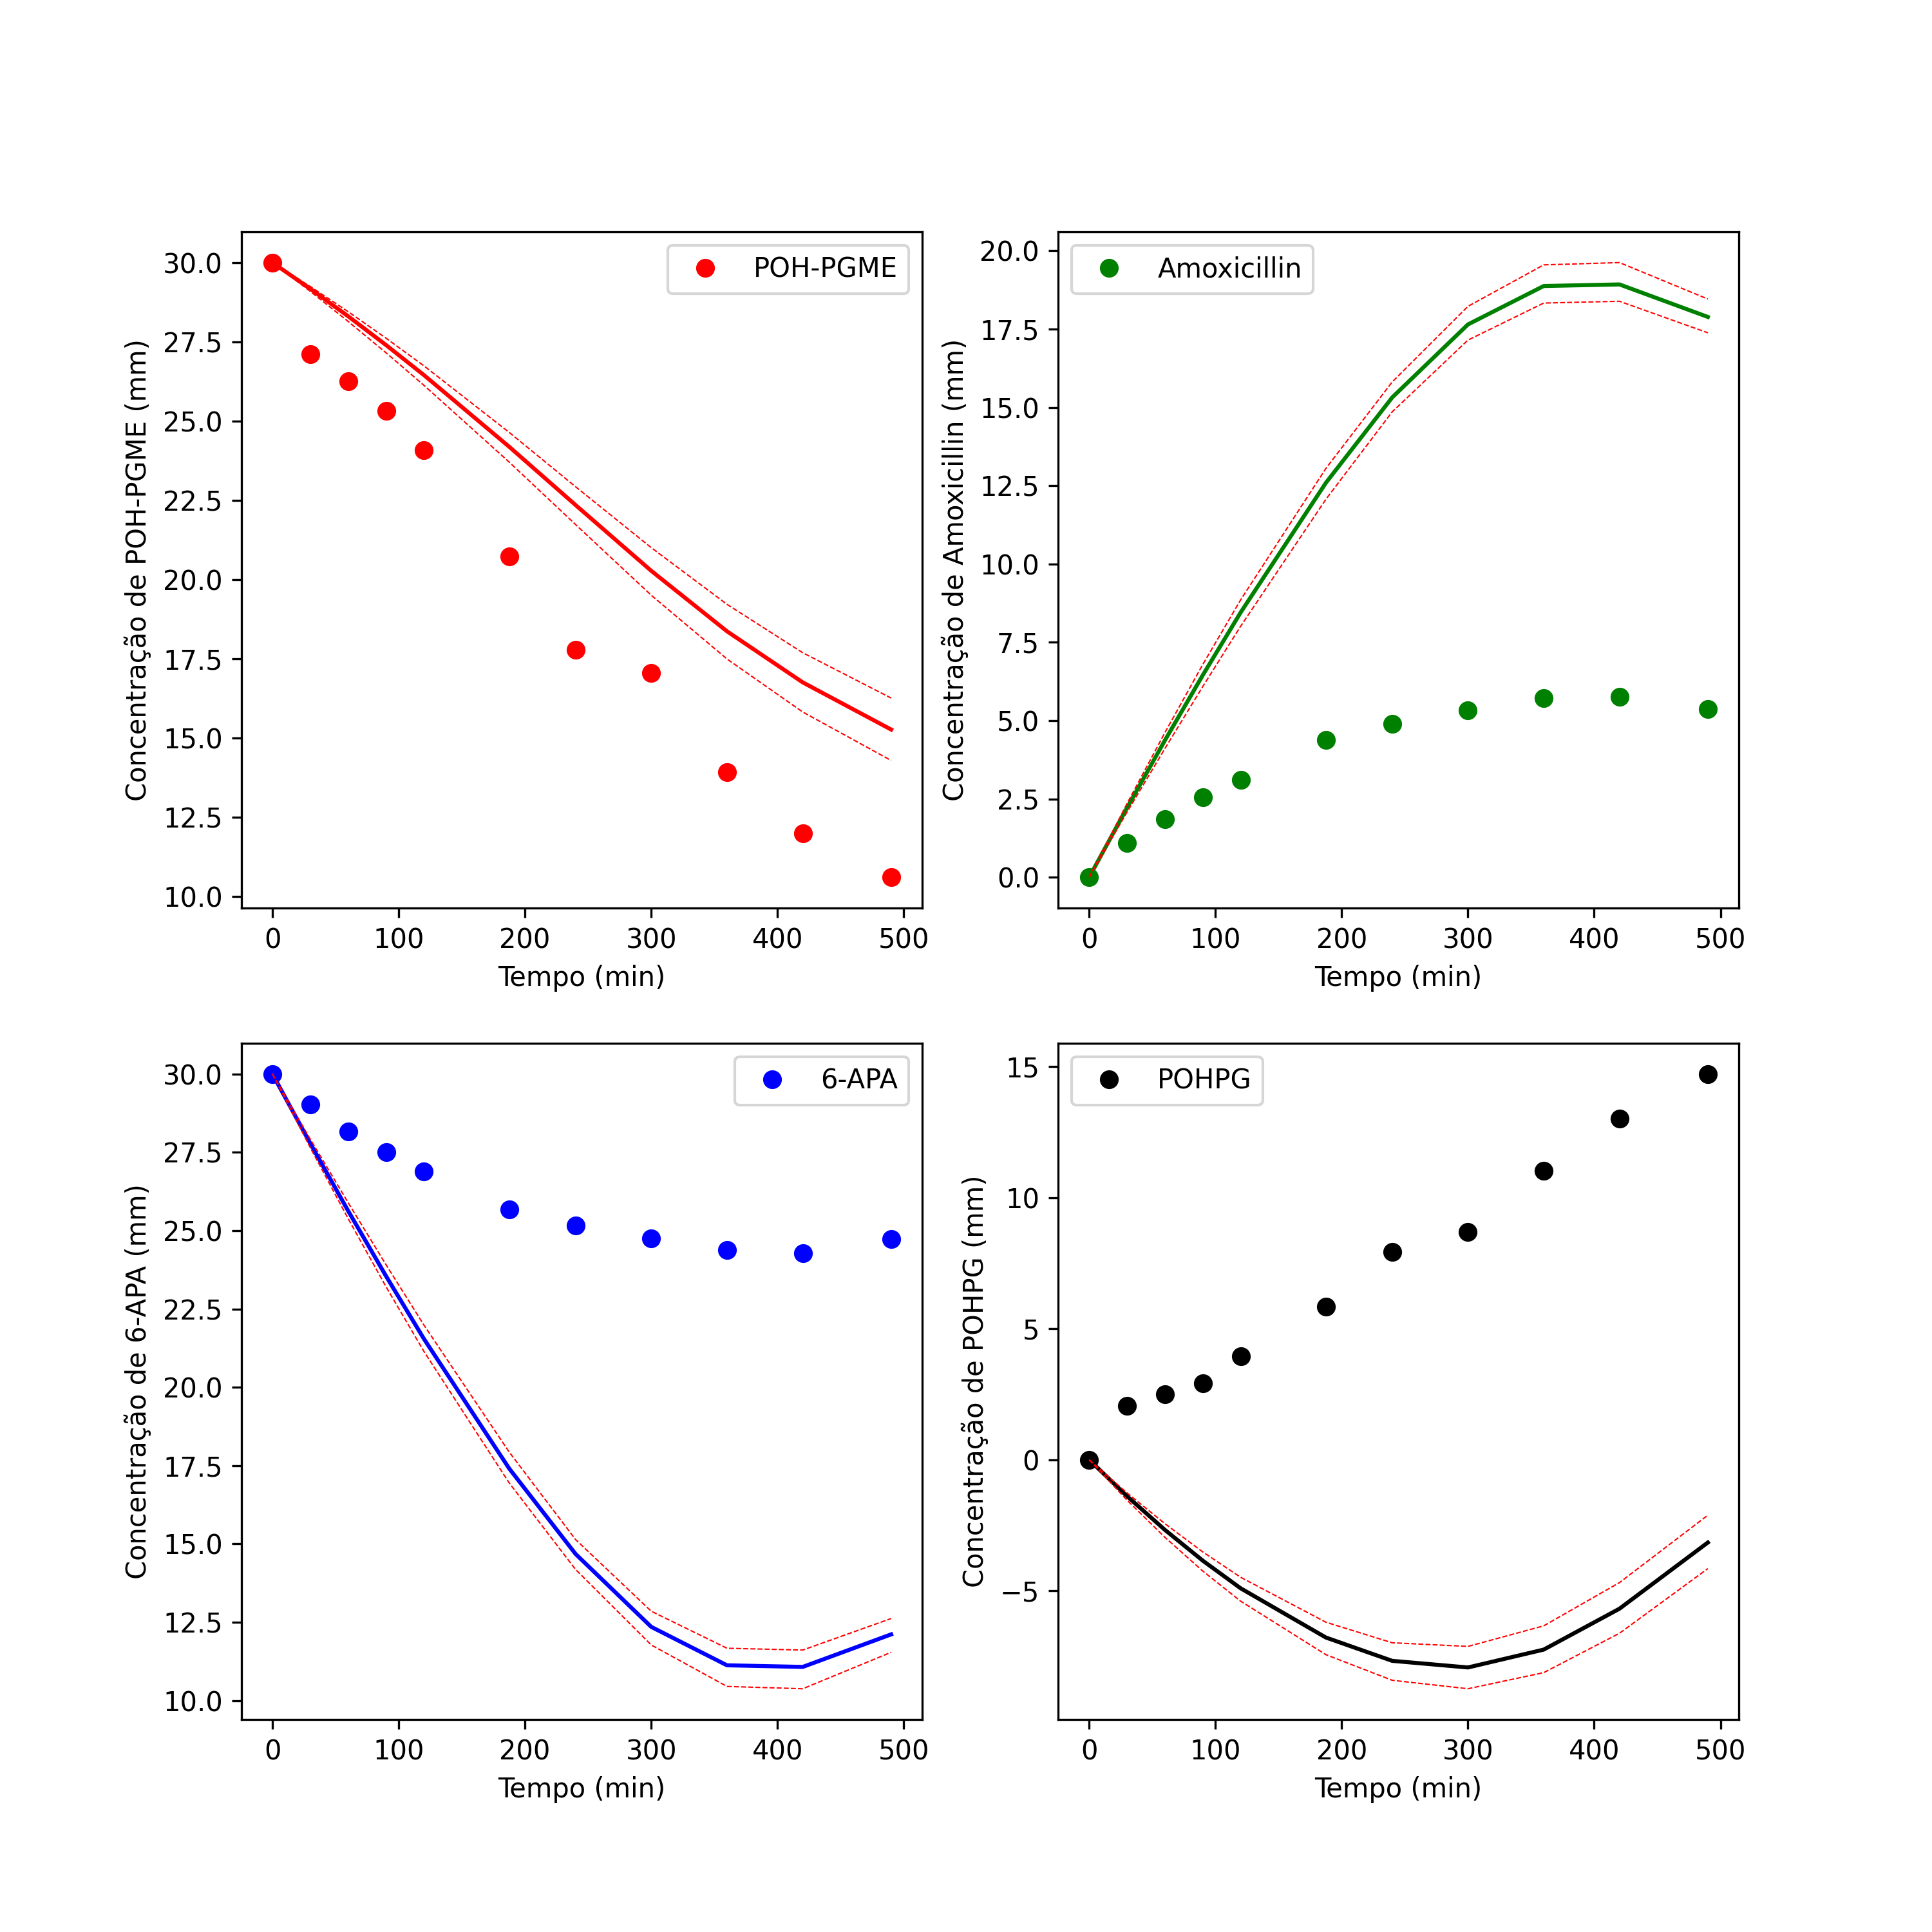 POH-PGME
30.0
27.5
25.0
22.5
20.0
17.5
15.0
12.5
10.0
Concentração de POH-PGME (mm)
0 100 200 300 400 500
Tempo (min)
Amoxicillin
20.0
17.5
15.0
12.5
10.0
7.5
5.0
2.5
0.0
Concentração de Amoxicillin (mm)
0 100 200 300 400 500
Tempo (min)
6-APA
30.0
27.5
25.0
22.5
20.0
17.5
15.0
12.5
10.0
Concentração de 6-APA (mm)
0 100 200 300 400 500
Tempo (min)
POHPG
15
10
5
0
−5
Concentração de POHPG (mm)
0 100 200 300 400 500
Tempo (min)